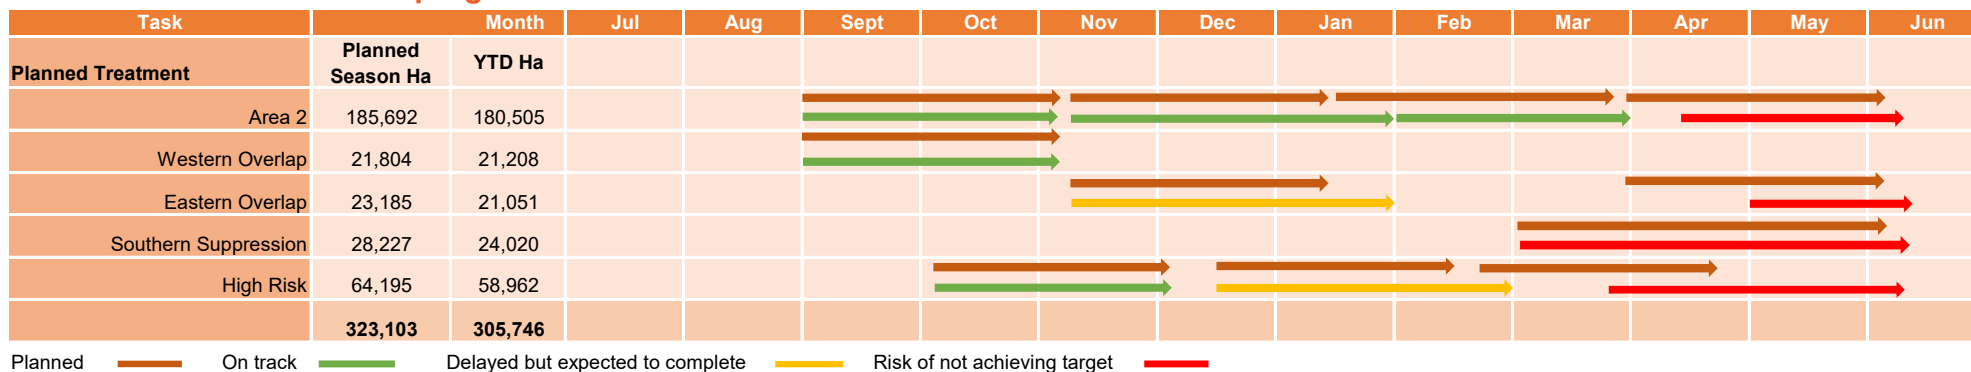 Task Month Jul Aug Sept Oct Nov Dec Jan Feb Mar Apr May Jun
Planned Treatment Planned Season Ha YTD Ha
Area 2 185,692 180,505
Western Overlap 21,804 21,208
Eastern Overlap 23,185 21,051
Southern Suppression 28,227 24,020
High Risk 64,195 58,962
323,103 305,746
Planned On track Delayed but expected to complete Risk of not achieving target